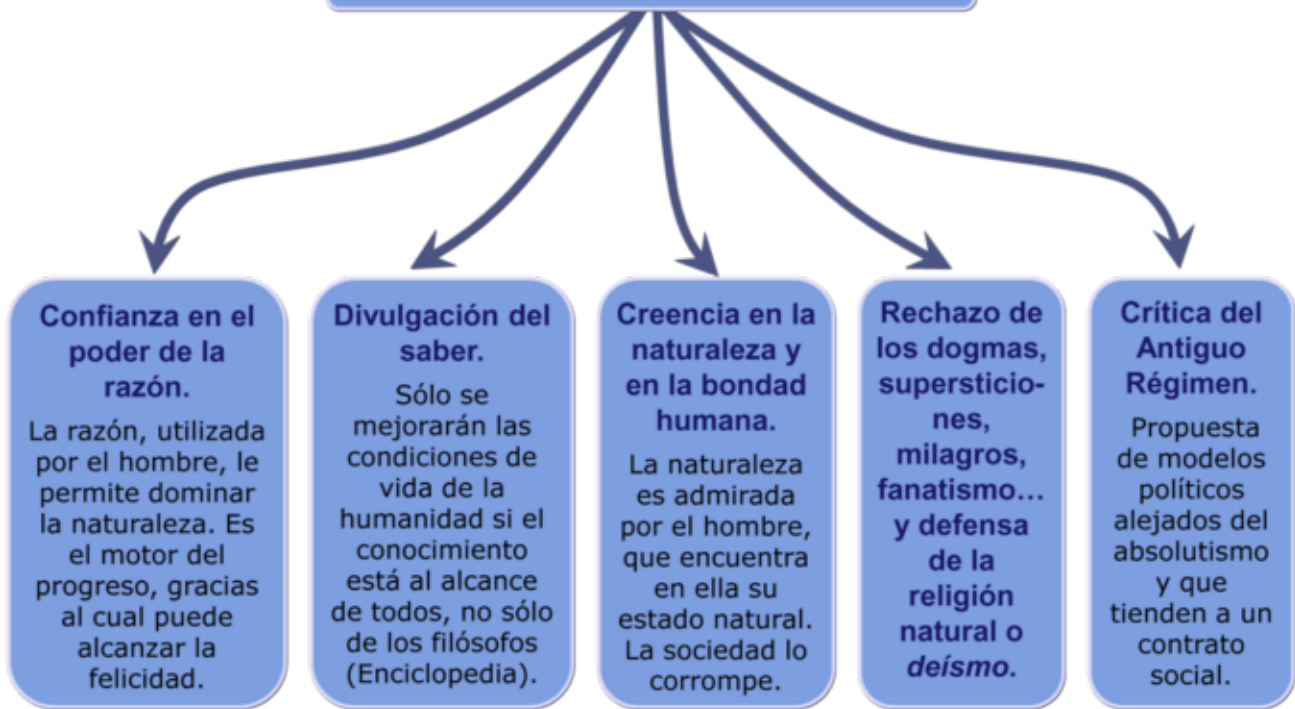 Confianza en el
poder de la
razón.
La razón, utilizada
por el hombre, le
permite dominar
la naturaleza. Es
el motor del
progreso, gracias
al cual puede
alcanzar la
felicidad.
Divulgación del
saber.
Sólo se
mejorarán las
condiciones de
vida de la
humanidad si el
conocimiento
está al alcance
de todos, no sólo
de los filósofos
(Enciclopedia).
Creencia en la
naturaleza y
en la bondad
humana.
La naturaleza
es admirada
por el hombre,
que encuentra
en ella su
estado natural.
La sociedad lo
corrompe.
Rechazo de
los dogmas,
supersticio-
nes,
milagros,
fanatismo…
y defensa
de la
religión
natural o
deísmo.
Crítica del
Antiguo
Régimen.
Propuesta
de modelos
políticos
alejados del
absolutismo
y que
tienden a un
contrato
social.